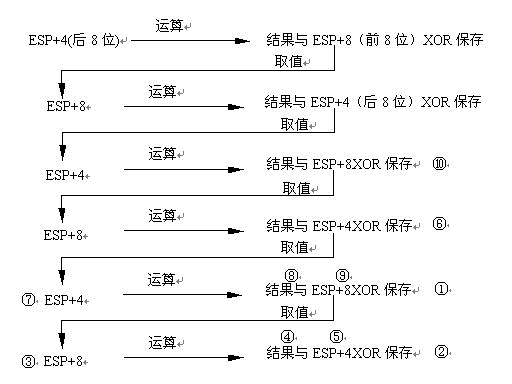 运算↵
ESP+4(后8位)↵ 结果与 ESP+8（前8位）XOR 保存
取值↵
运算↵
ESP+8↵ 结果与 ESP+4（后8位）XOR 保存
取值↵
运算↵
ESP+4↵ 结果与 ESP+8XOR 保存↵ ⑩↵
取值↵
运算↵
ESP+8↵ 结果与 ESP+4XOR 保存↵ ⑥↵
取值↵
⑧↵ ⑨↵
运算↵
⑦↵ ESP+4↵ 结果与 ESP+8XOR 保存↵ ①↵
取值↵
④↵ ⑤↵
运算↵
③↵ ESP+8↵ 结果与 ESP+4XOR 保存↵ ②↵